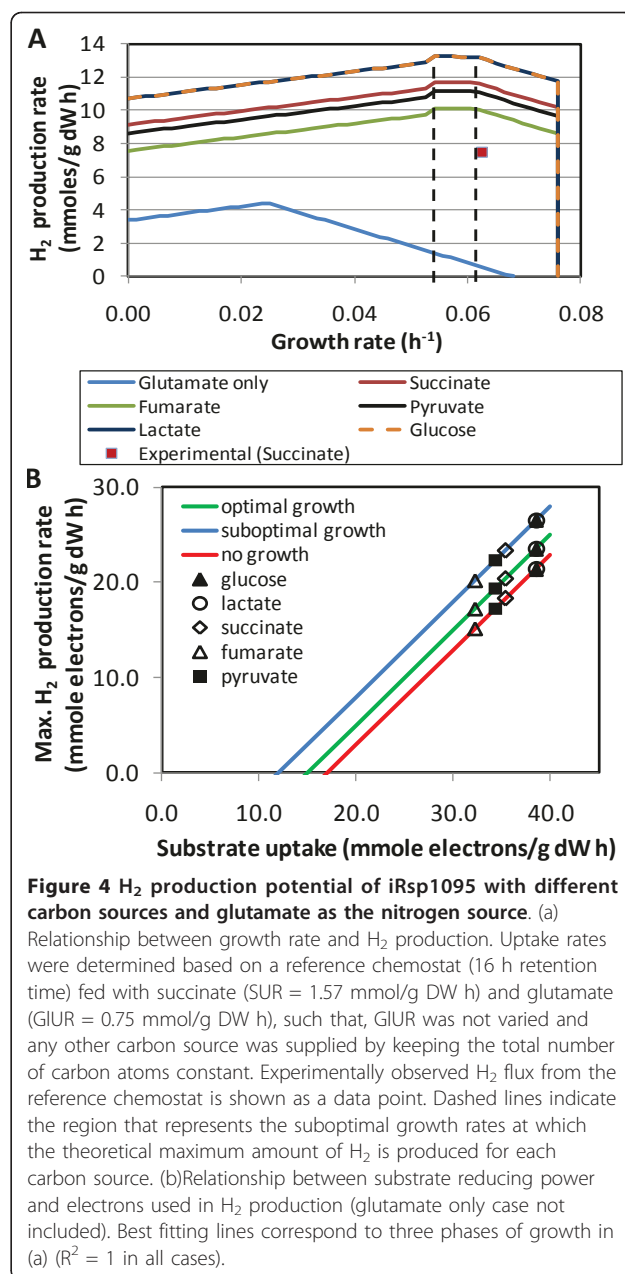 A
H2 production rate
(mmoles/g dW h)
14
12
10
8
6
4
2
0
0.00 0.02 0.04 0.06 0.08
Growth rate (h-1)
Glutamate only Succinate
Fumarate Pyruvate
Lactate Glucose
Experimental (Succinate)
B
Max. H2 production rate
(mmole electrons/g dW h)
30.0
20.0
10.0
0.0
optimal growth
suboptimal growth
no growth
glucose
lactate
succinate
fumarate
pyruvate
0.0 10.0 20.0 30.0 40.0
Substrate uptake (mmole electrons/g dW h)
Figure 4 H2 production potential of iRsp1095 with different
carbon sources and glutamate as the nitrogen source. (a)
Relationship between growth rate and H2 production. Uptake rates
were determined based on a reference chemostat (16 h retention
time) fed with succinate (SUR = 1.57 mmol/g DW h) and glutamate
(GlUR = 0.75 mmol/g DW h), such that, GlUR was not varied and
any other carbon source was supplied by keeping the total number
of carbon atoms constant. Experimentally observed H2 flux from the
reference chemostat is shown as a data point. Dashed lines indicate
the region that represents the suboptimal growth rates at which
the theoretical maximum amount of H2 is produced for each
carbon source. (b)Relationship between substrate reducing power
and electrons used in H2 production (glutamate only case not
included). Best fitting lines correspond to three phases of growth in
(a) (R2 = 1 in all cases).